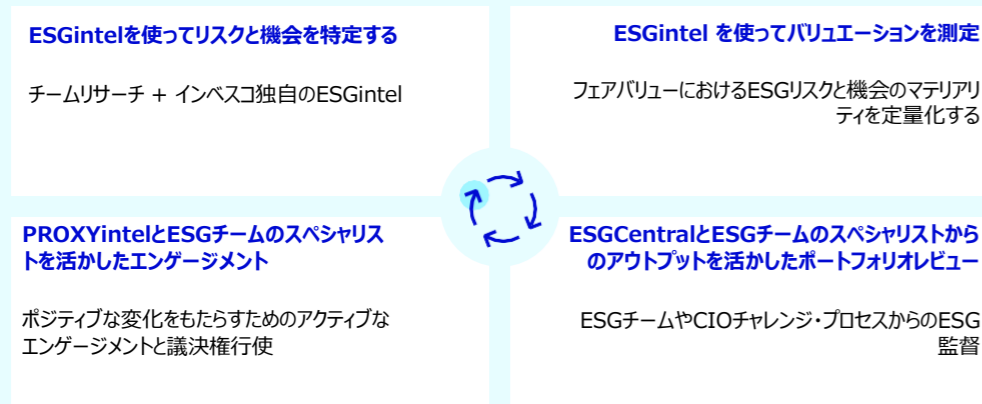 ESGintelを使ってリスクと機会を特定する
チームリサーチ + インベスコ独自のESGintel
ESGintel を使ってバリュエーションを測定
フェアバリューにおけるESGリスクと機会のマテリアリ
ティを定量化する
PROXYintelとESGチームのスペシャリス
トを活かしたエンゲージメント
ポジティブな変化をもたらすためのアクティブな
エンゲージメントと議決権行使
ESGCentralとESGチームのスペシャリストから
のアウトプットを活かしたポートフォリオレビュー
ESGチームやCIOチャレンジ・プロセスからのESG
監督